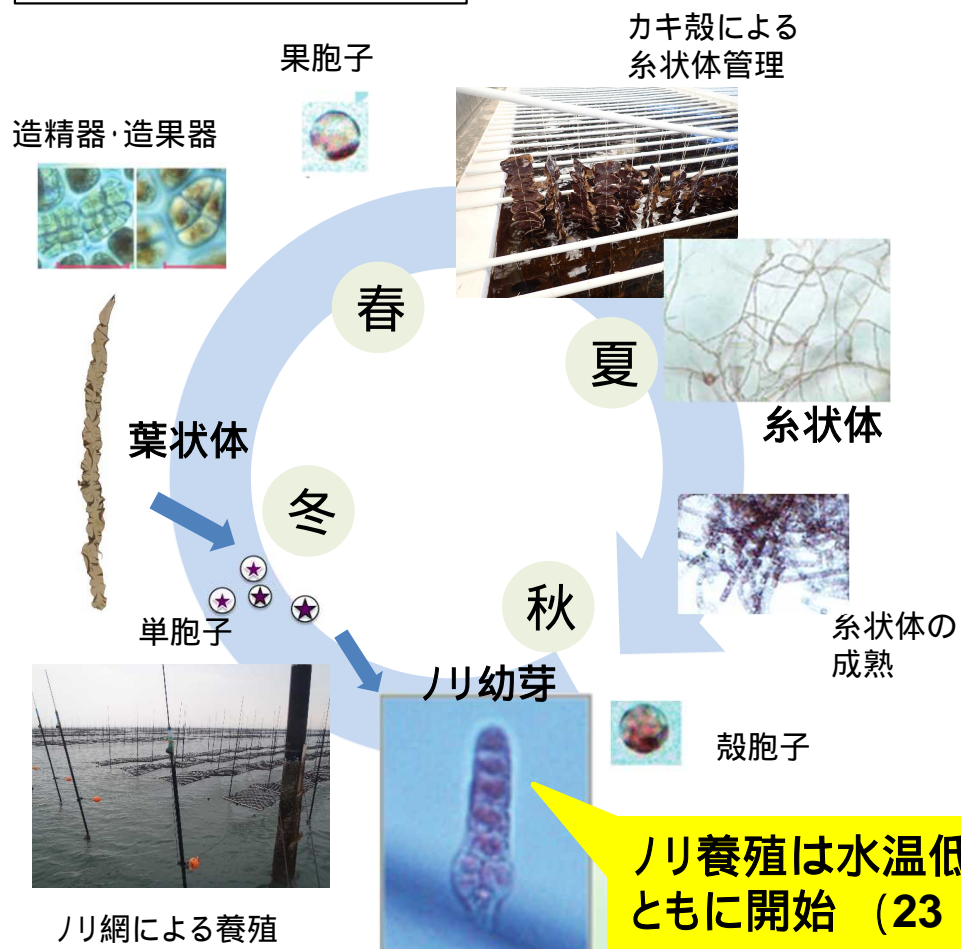 カキ殻による
糸状体管理
果胞子
造精器・造果器
春
夏
糸状体
葉状体
冬
秋
単胞子
糸状体の
成熟
ノリ幼芽
殻胞子
ノリ養殖は水温低
ともに開始 (23
ノリ網による養殖